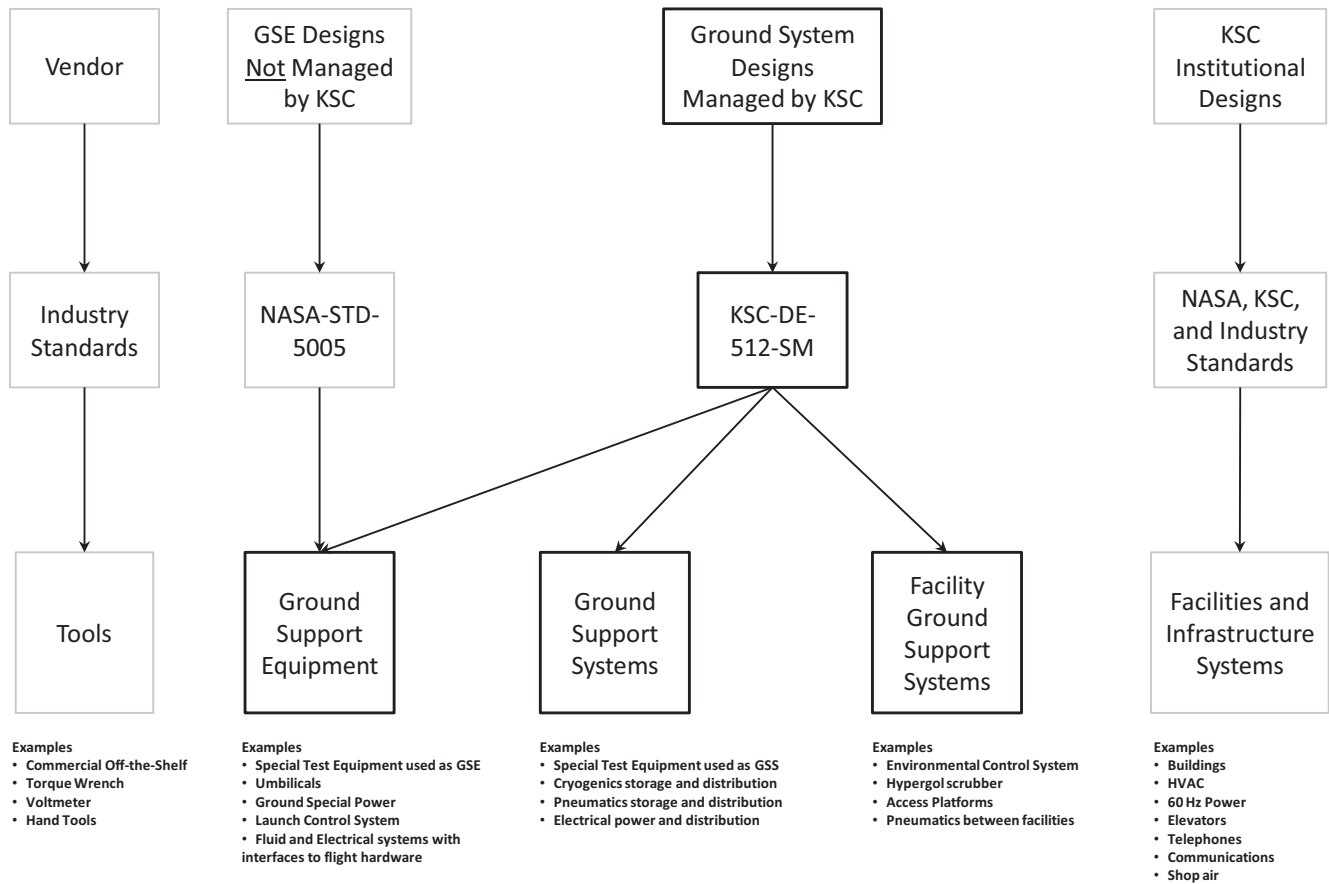 Vendor
GSE Designs
Not Managed
by KSC
Ground System
Designs
Managed by KSC
KSC
Institutional
Designs
Industry
Standards
NASA-STD-
5005
KSC-DE-
512-SM
NASA, KSC,
and Industry
Standards
Tools
Ground
Support
Equipment
Ground
Support
Systems
Facility
Ground
Support
Systems
Facilities and
Infrastructure
Systems
Examples
• Commercial Off-the-Shelf
• Torque Wrench
• Voltmeter
• Hand Tools
Examples
• Special Test Equipment used as GSE
• Umbilicals
• Ground Special Power
• Launch Control System
• Fluid and Electrical systems with
interfaces to flight hardware
Examples
• Special Test Equipment used as GSS
• Cryogenics storage and distribution
• Pneumatics storage and distribution
• Electrical power and distribution
Examples
• Environmental Control System
• Hypergol scrubber
• Access Platforms
• Pneumatics between facilities
Examples
• Buildings
• HVAC
• 60 Hz Power
• Elevators
• Telephones
• Communications
• Shop air